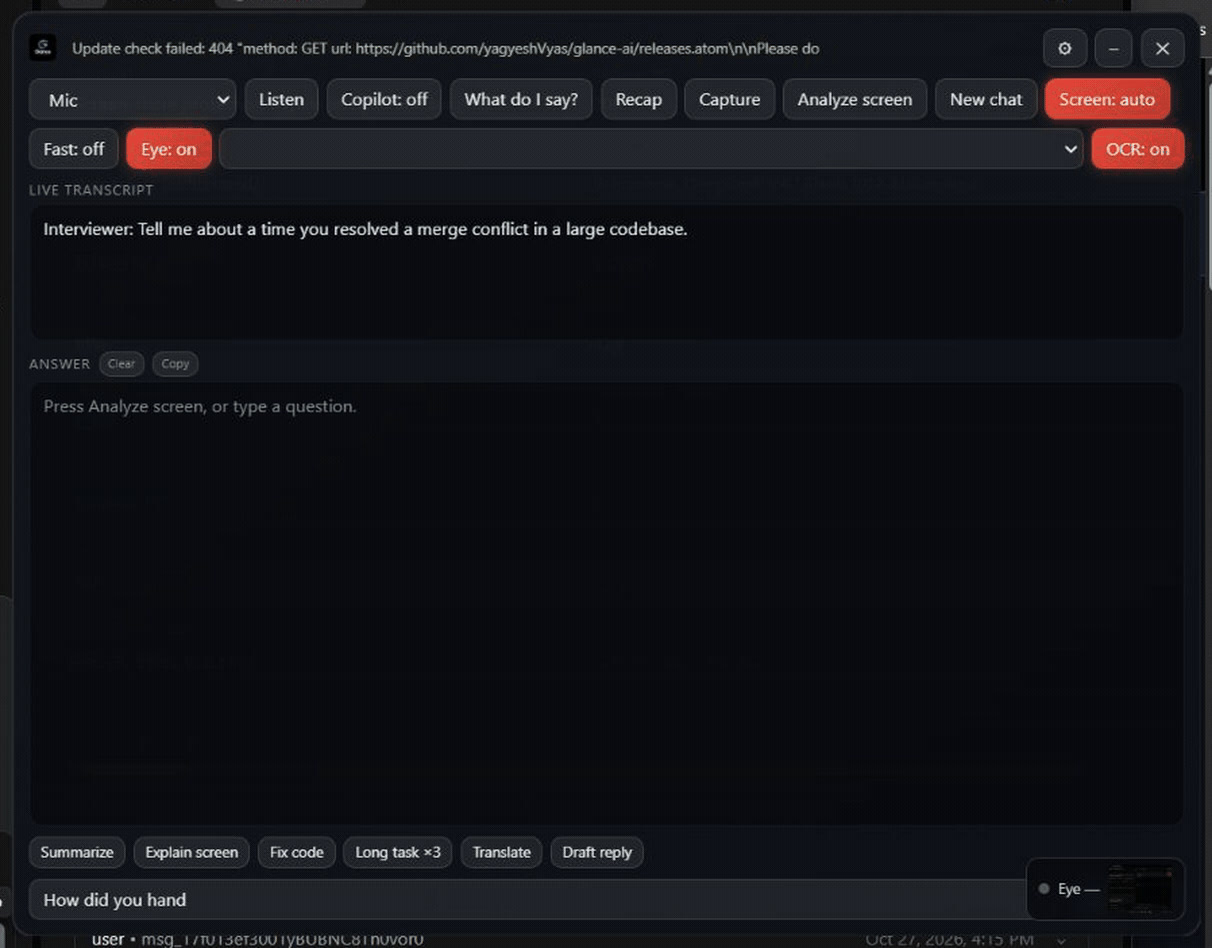 Update check failed: 404 "method: GET url: https://github.com/yagyeshVyas/glance-ai/releases.atom\n\nPlease do
Mic Listen Copilot: off What do I say? Recap Capture Analyze screen New chat Screen: auto
Fast: off Eye: on OCR: on
LIVE TRANSCRIPT
Interviewer: Tell me about a time you resolved a merge conflict in a large codebase.
ANSWER Clear Copy
Press Analyze screen, or type a question.
Summarize Explain screen Fix code Long task ×3 Translate Draft reply
How did you hand
Eye —
user • Oct 27, 2026, 4:15 PM